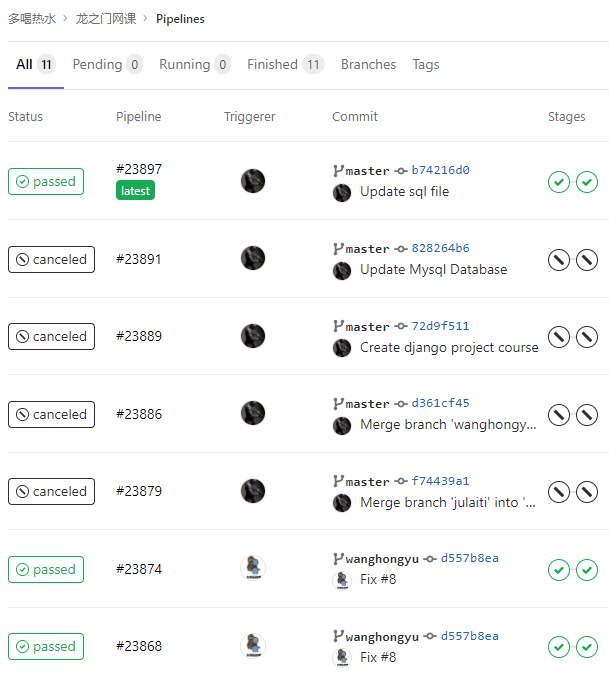 多喝热水 > 龙之门网课 > Pipelines
All 11 Pending 0 Running 0 Finished 11 Branches Tags
Status Pipeline Triggerer Commit Stages
passed #23897 latest master b74216d0
Update sql file
canceled #23891 master 828264b6
Update Mysql Database
canceled #23889 master 72d9f511
Create django project course
canceled #23886 master d361cf45
Merge branch 'wanghongy...
canceled #23879 master f74439a1
Merge branch 'julaiti' into '...
passed #23874 wanghongyu d557b8ea
Fix #8
passed #23868 wanghongyu d557b8ea
Fix #8